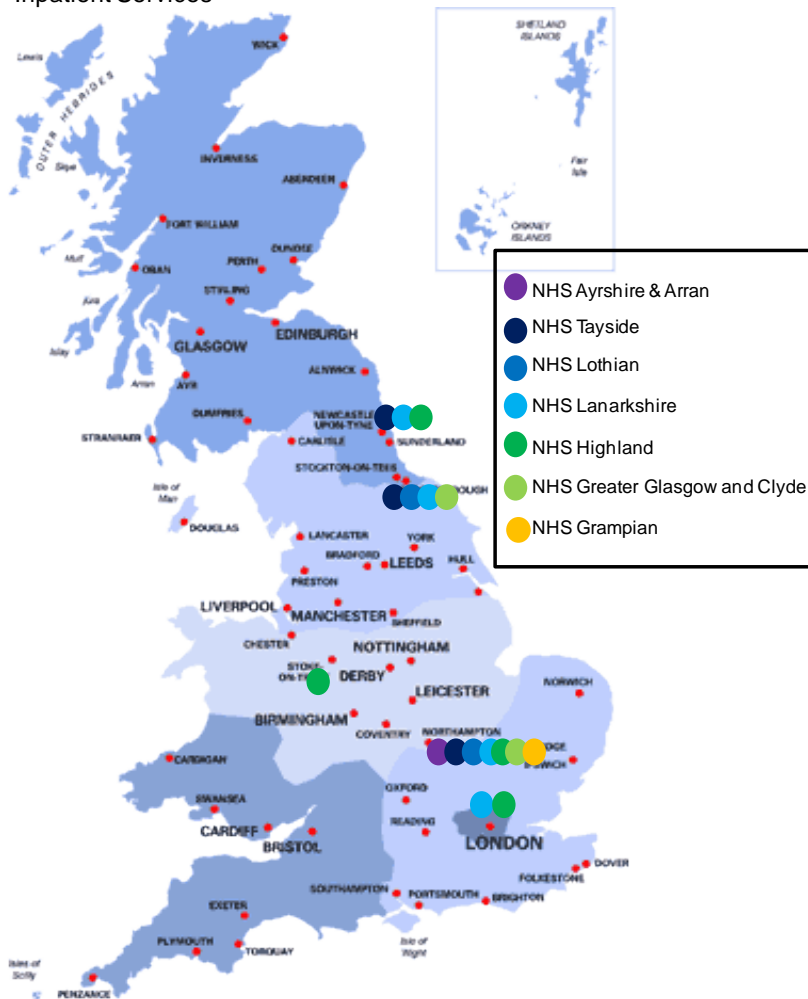 Inpatient Services
SHETLAND
ISLANDS
WICK
Lewis
OUTER HEBRIDES
Skye
INVERNESS
ABERDEEN
Fair
Isle
FORT WILLIAM
ORKNEY
ISLANDS
DUNDEE
PERTH
Mull
OBAN
STIRLING
Jura
EDINBURGH
GLASGOW
Islay
ALNWICK
Arran
AYR
DUMFRIES
NEWCASTLE
UPON-TYNE
STRANRAER
CARLISLE
SUNDERLAND
STOCKTON-ON-TEES
Isle of
Man
OUGH
DOUGLAS
LANCASTER
YORK
BRADFORD
LEEDS
HULL
PRESTON
LIVERPOOL
MANCHESTER
SHEFFIELD
CHESTER
NOTTINGHAM
STOKE-
ON-T
DERBY
NORWICH
LEICESTER
BIRMINGHAM
COVENTRY
NORTHAMPTON
DGE
IPSWICH
CARDIGAN
OXFORD
SWANSEA
READING
CARDIFF
BRISTOL
LONDON
DOVER
FOLKESTONE
SOUTHAMPTON
PORTSMOUTH
BRIGHTON
EXETER
Isle of
Wight
PLYMOUTH
TORQUAY
Isles of
Scilly
PENZANCE
NHS Ayrshire & Arran
NHS Tayside
NHS Lothian
NHS Lanarkshire
NHS Highland
NHS Greater Glasgow and Clyde
NHS Grampian